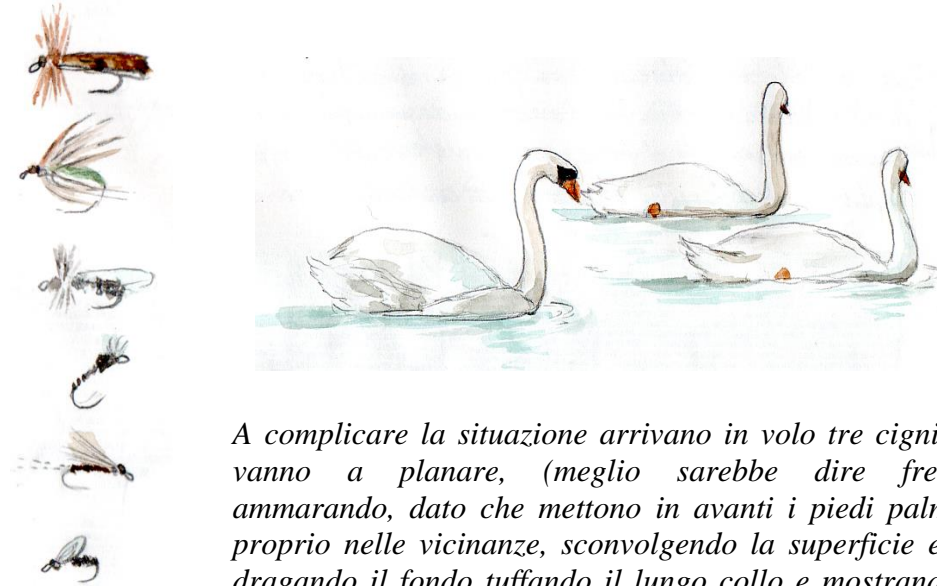 A complicare la situazione arrivano in volo tre cigni
vanno a planare, (meglio sarebbe dire fre
ammarando, dato che mettono in avanti i piedi
proprio nelle vicinanze, sconvolgendo la superficie e
dragando il fondo tuffando il lungo collo e